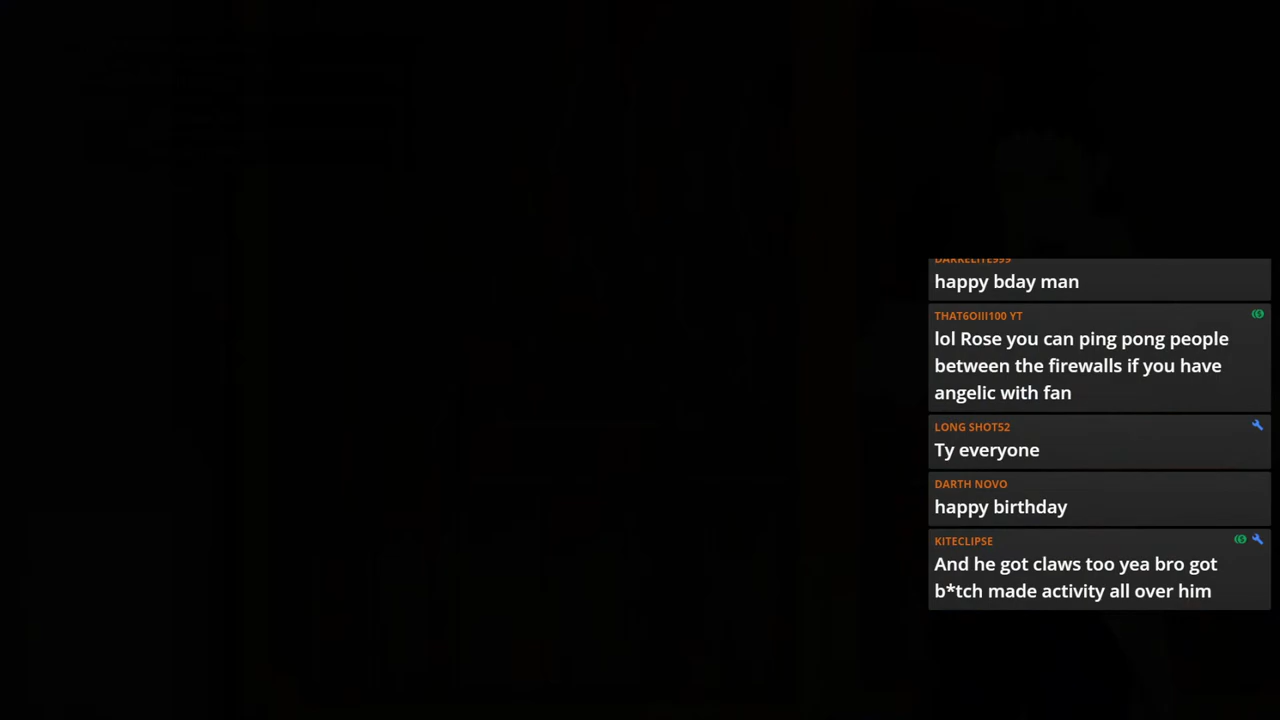 DARKELITE999
happy bday man
THAT6OIII100 YT
lol Rose you can ping pong people
between the firewalls if you have
angelic with fan
LONG SHOT52
Ty everyone
DARTH NOVO
happy birthday
KITECLIPSE
And he got claws too yea bro got
b*tch made activity all over him